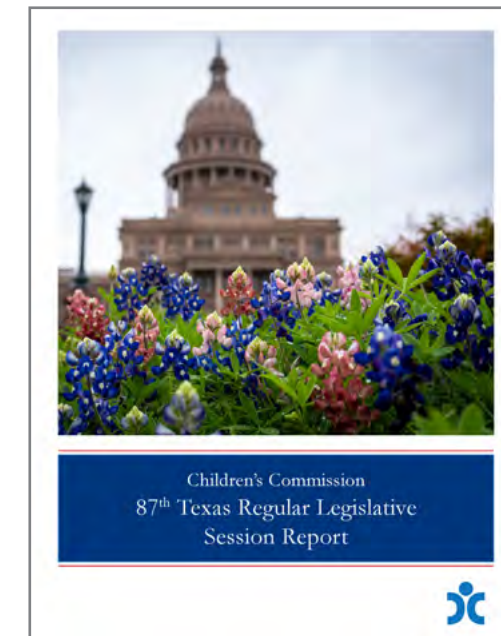 Children's Commission
87th Texas Regular Legislative
Session Report